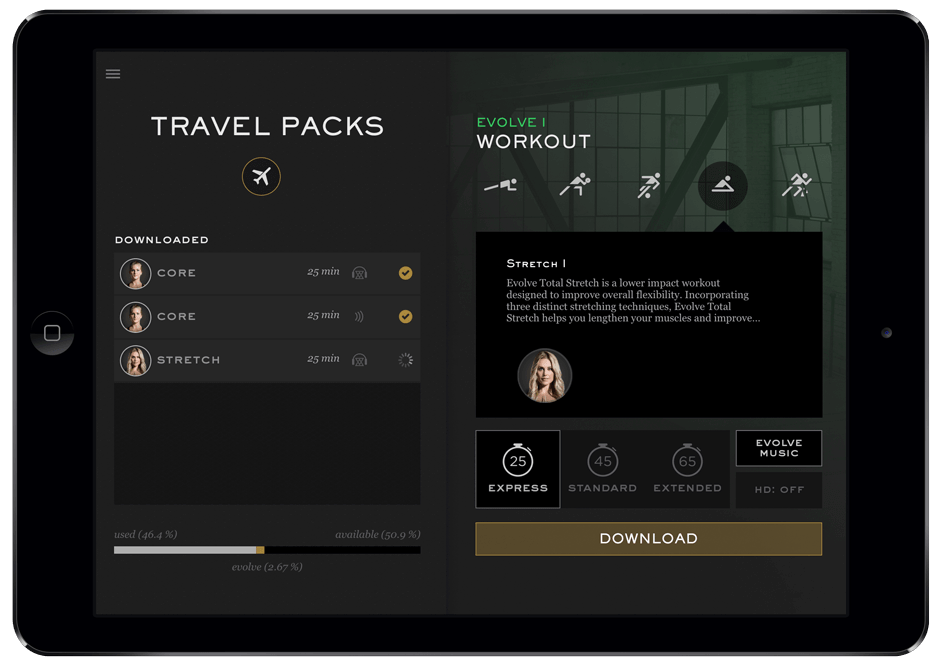 TRAVEL PACKS
DOWNLOADED
CORE 25 min
CORE 25 min
STRETCH 25 min
used (46.4 %) available (50.9 %)
evolve (2.67 %)
EVOLVE I
WORKOUT
STRETCH I
Evolve Total Stretch is a lower impact workout
designed to improve overall flexibility. Incorporating
three distinct stretching techniques, Evolve Total
Stretch helps you lengthen your muscles and improve...
25
EXPRESS
45
STANDARD
65
EXTENDED
EVOLVE
MUSIC
HD: OFF
DOWNLOAD